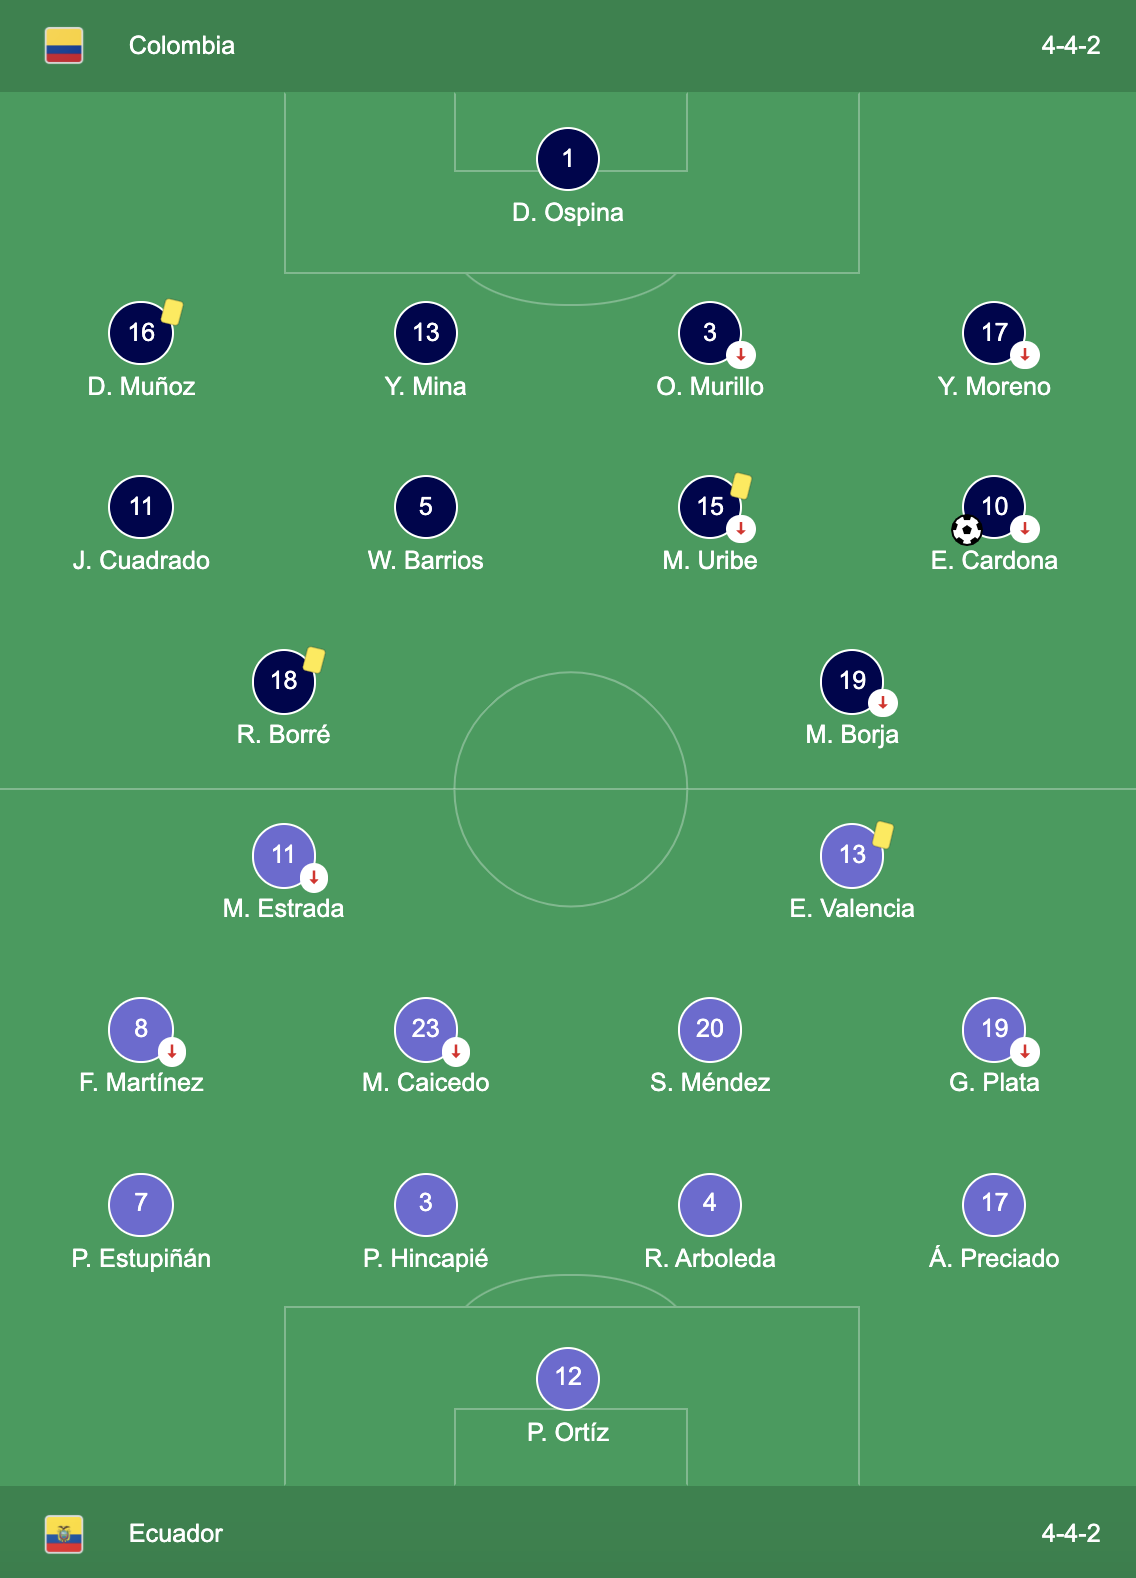 Colombia 4-4-2
1
D. Ospina
16 13 3 17
D. Muñoz Y. Mina O. Murillo Y. Moreno
11 5 15 10
J. Cuadrado W. Barrios M. Uribe E. Cardona
18 19
R. Borré M. Borja
11 13
M. Estrada E. Valencia
8 23 20 19
F. Martínez M. Caicedo S. Méndez G. Plata
7 3 4 17
P. Estupiñán P. Hincapié R. Arboleda Á. Preciado
12
P. Ortíz
Ecuador 4-4-2